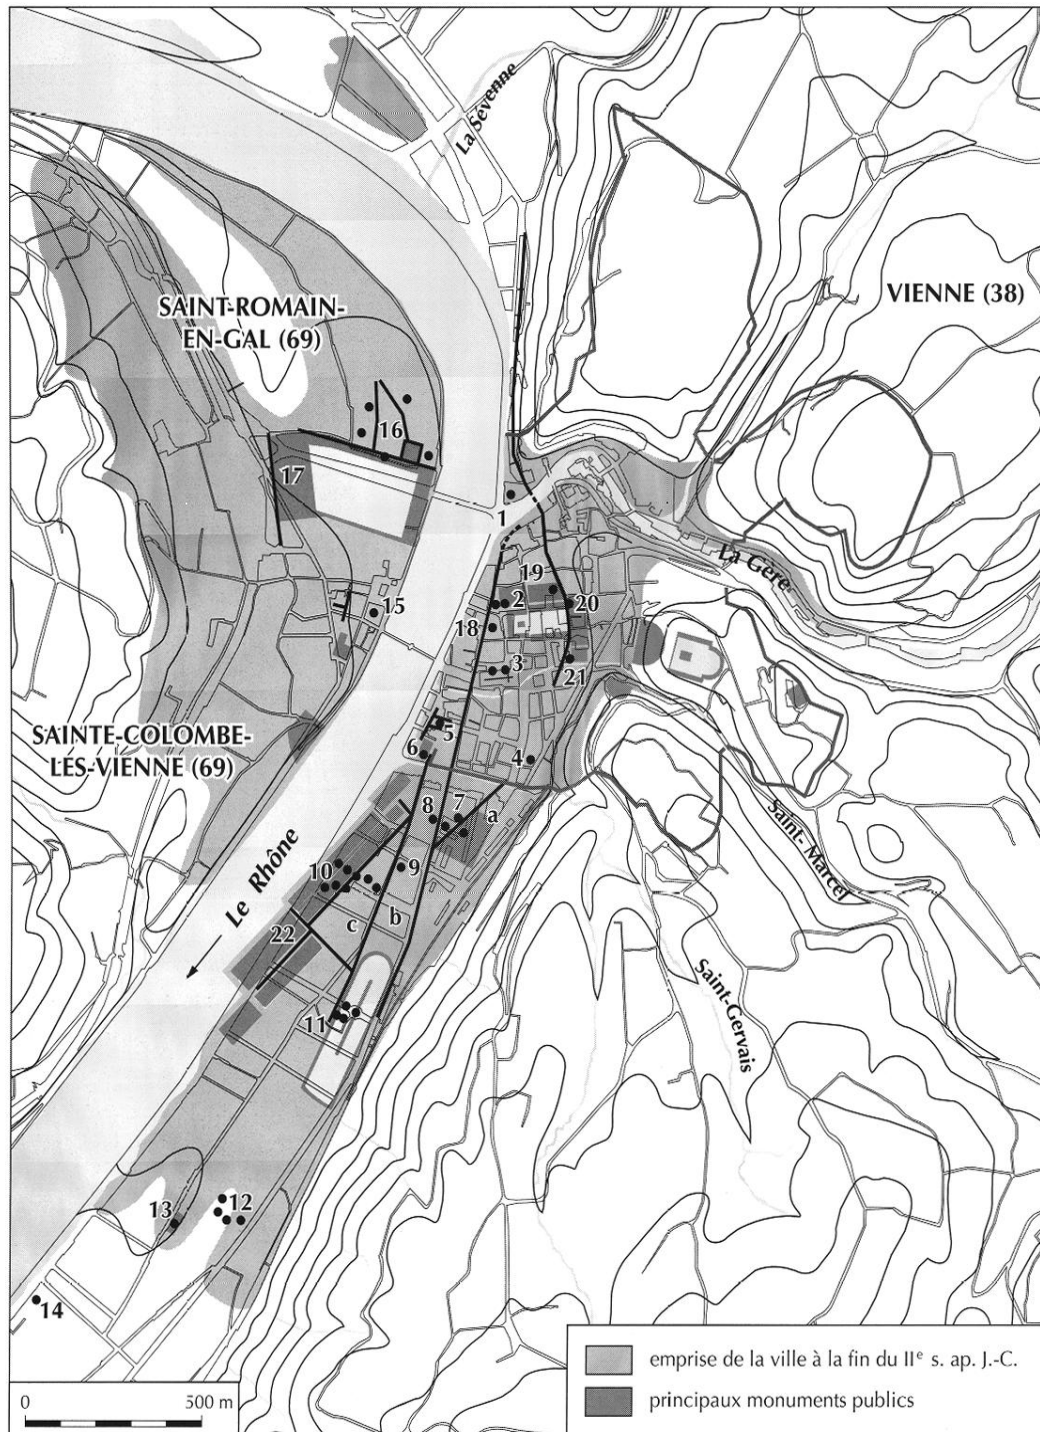 La Sévenne
SAINT-ROMAIN-
EN-GAL (69)
VIENNE (38)
16
17
1
La Gère
19
2
20
15
18
3
21
SAINTE-COLOMBE-
LÈS-VIENNE (69)
5
6
4
8
7
a
Saint-Marcel
Le Rhône
10
9
b
c
22
Saint-Gervais
11
13
12
14
0
500 m
emprise de la ville à la fin du IIe s. ap. J.-C.
principaux monuments publics